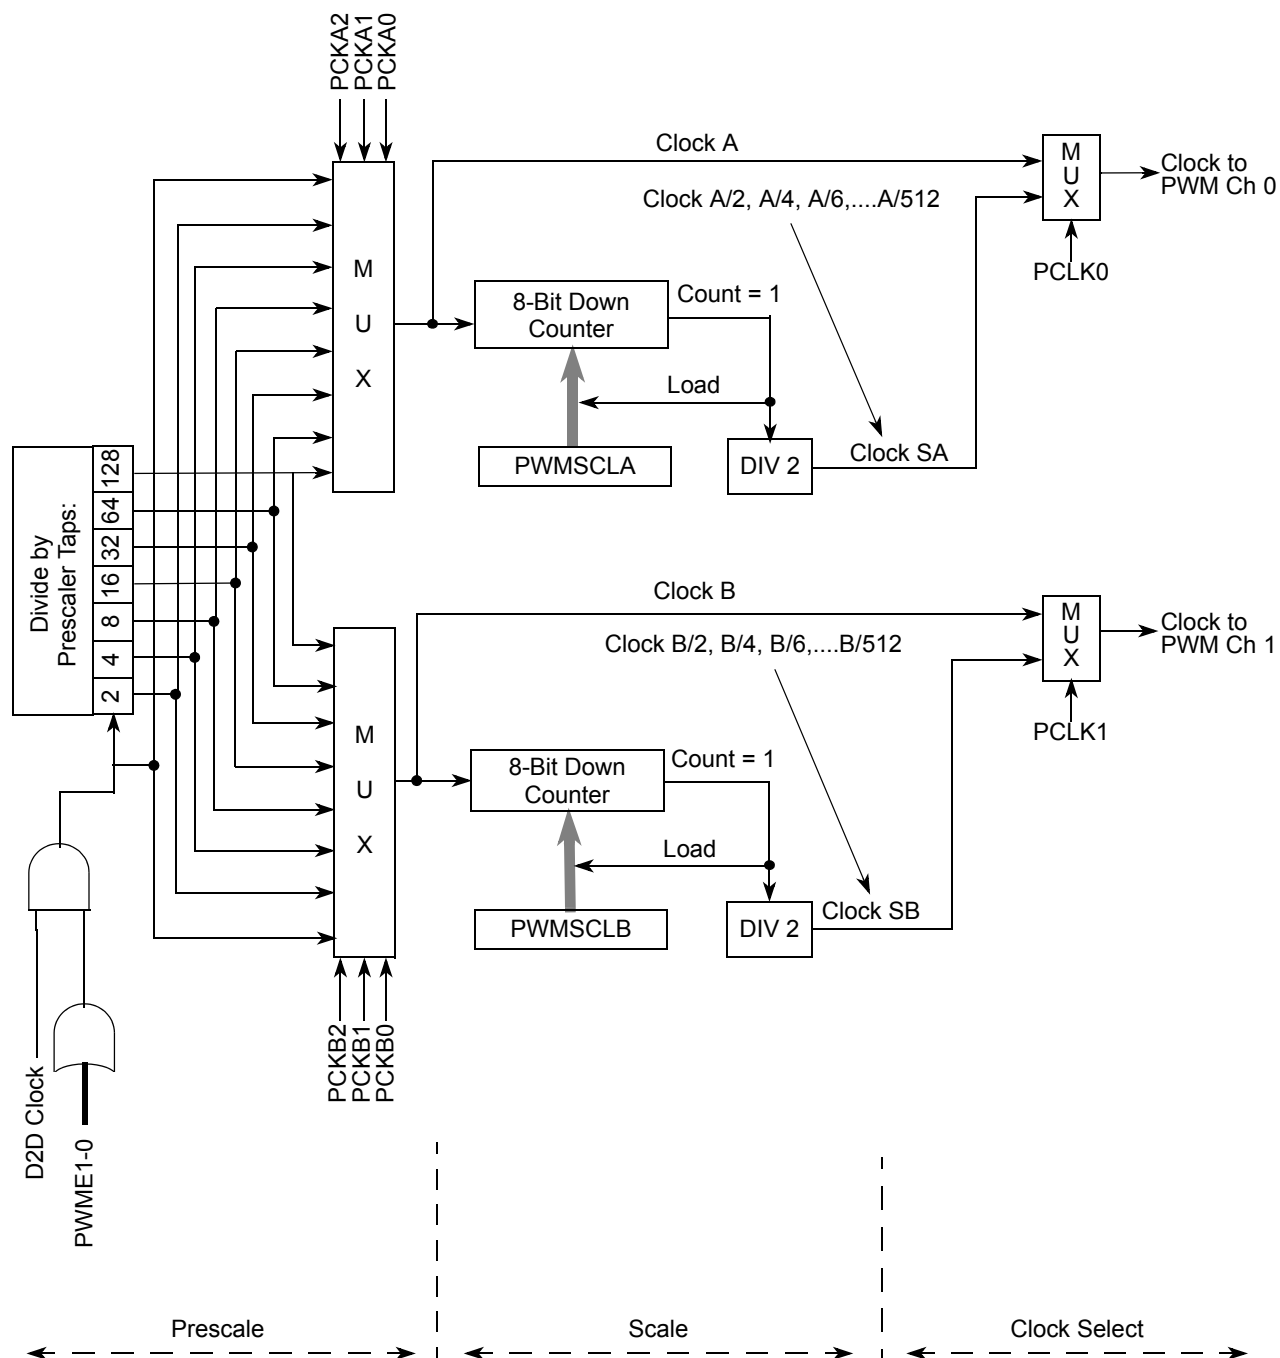 PCKA2
PCKA1
PCKA0
Clock A
M
U
X
Clock to
PWM Ch 0
Clock A/2, A/4, A/6,....A/512
PCLK0
M
U
X
8-Bit Down
Counter
Count = 1
Load
PWMSCLA
DIV 2
Clock SA
Divide by
Prescaler Taps:
128
64
32
16
8
4
2
Clock B
M
U
X
Clock to
PWM Ch 1
Clock B/2, B/4, B/6,....B/512
PCLK1
M
U
X
8-Bit Down
Counter
Count = 1
Load
PWMSCLB
DIV 2
Clock SB
PCKB2
PCKB1
PCKB0
D2D Clock
PWME1-0
Prescale
Scale
Clock Select